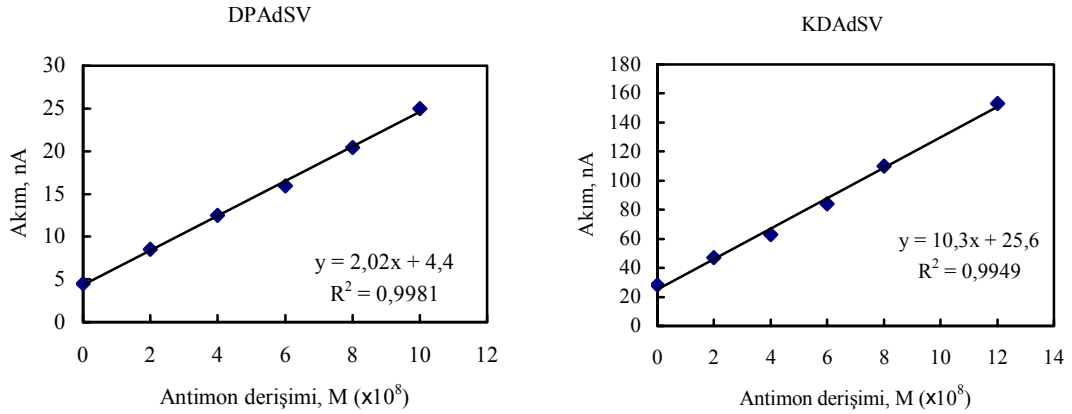 DPAdSV
30
25
20
15
10
5
0
Akım, nA
y = 2,02x + 4,4
R² = 0,9981
0 2 4 6 8 10 12
Antimon derişimi, M (x10⁸)
KDAdSV
180
160
140
120
100
80
60
40
20
0
Akım, nA
y = 10,3x + 25,6
R² = 0,9949
0 2 4 6 8 10 12 14
Antimon derişimi, M (x10⁸)